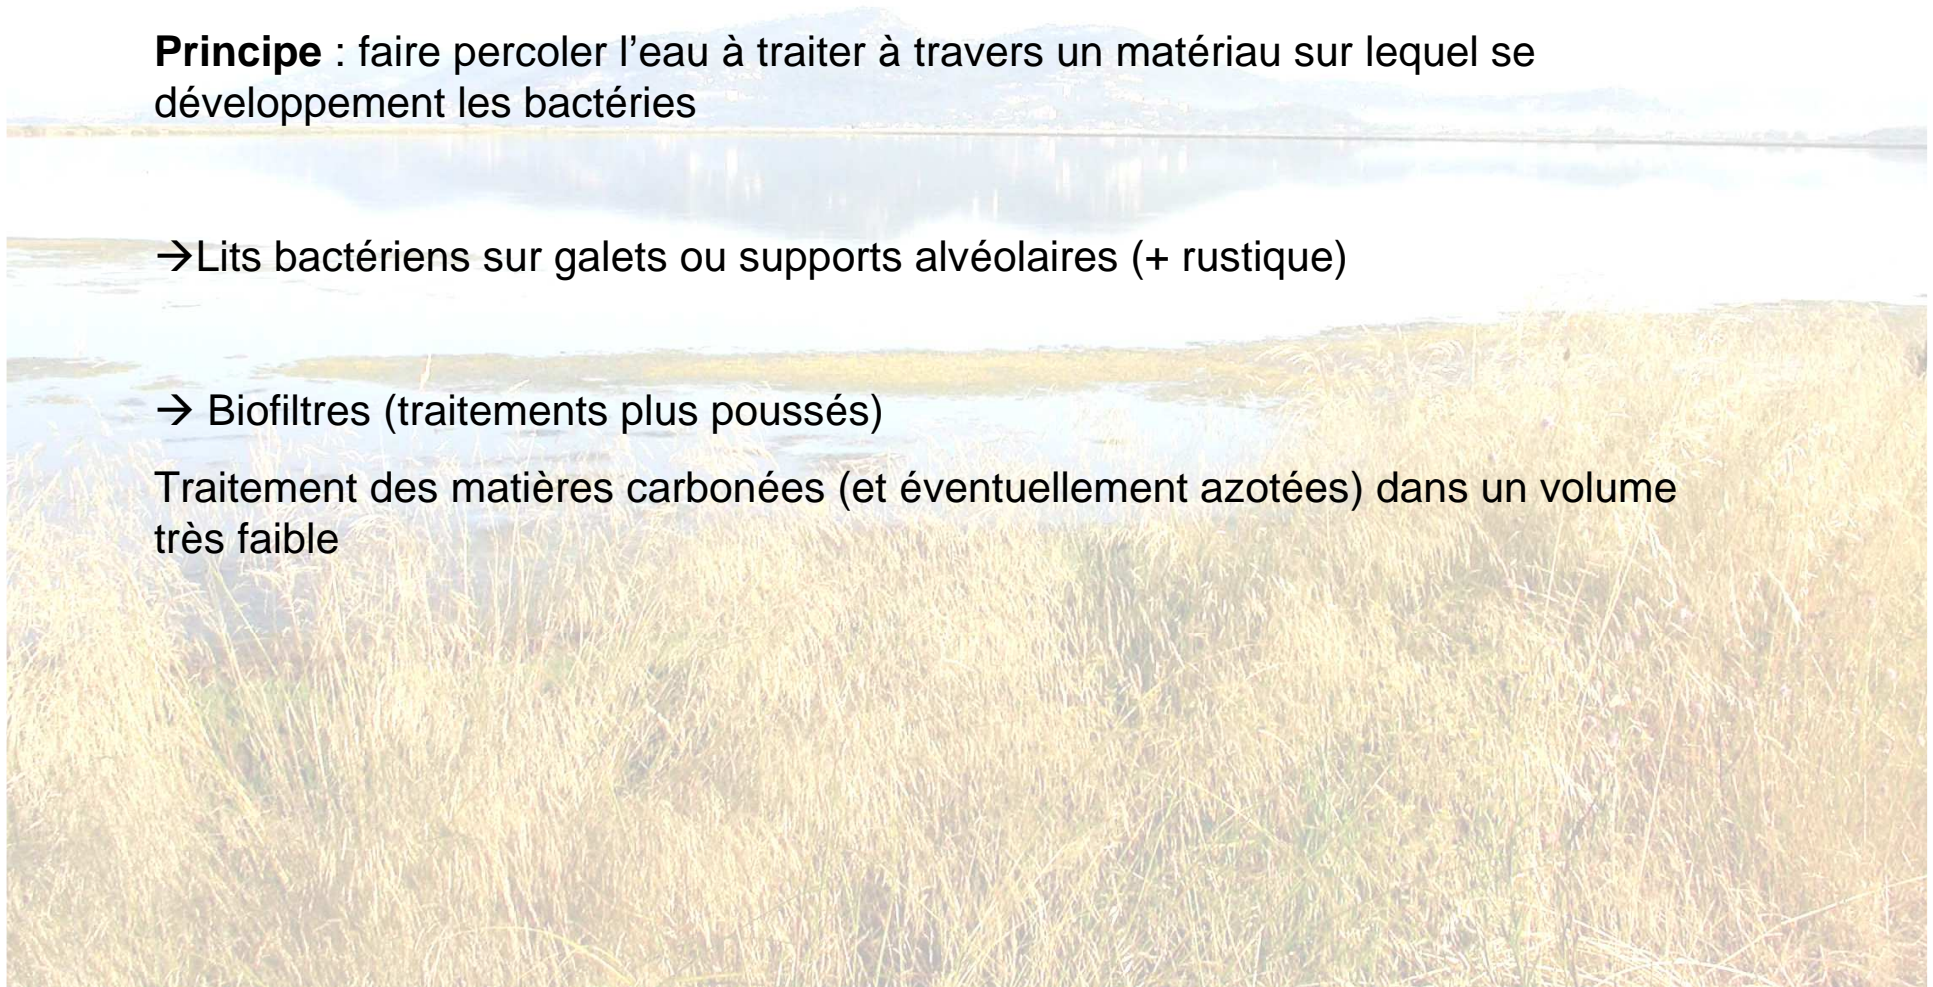 Principe : faire percoler l'eau à traiter à travers un matériau sur lequel se
développement les bactéries
→Lits bactériens sur galets ou supports alvéolaires (+ rustique)
→ Biofiltres (traitements plus poussés)
Traitement des matières carbonées (et éventuellement azotées) dans un volume
très faible